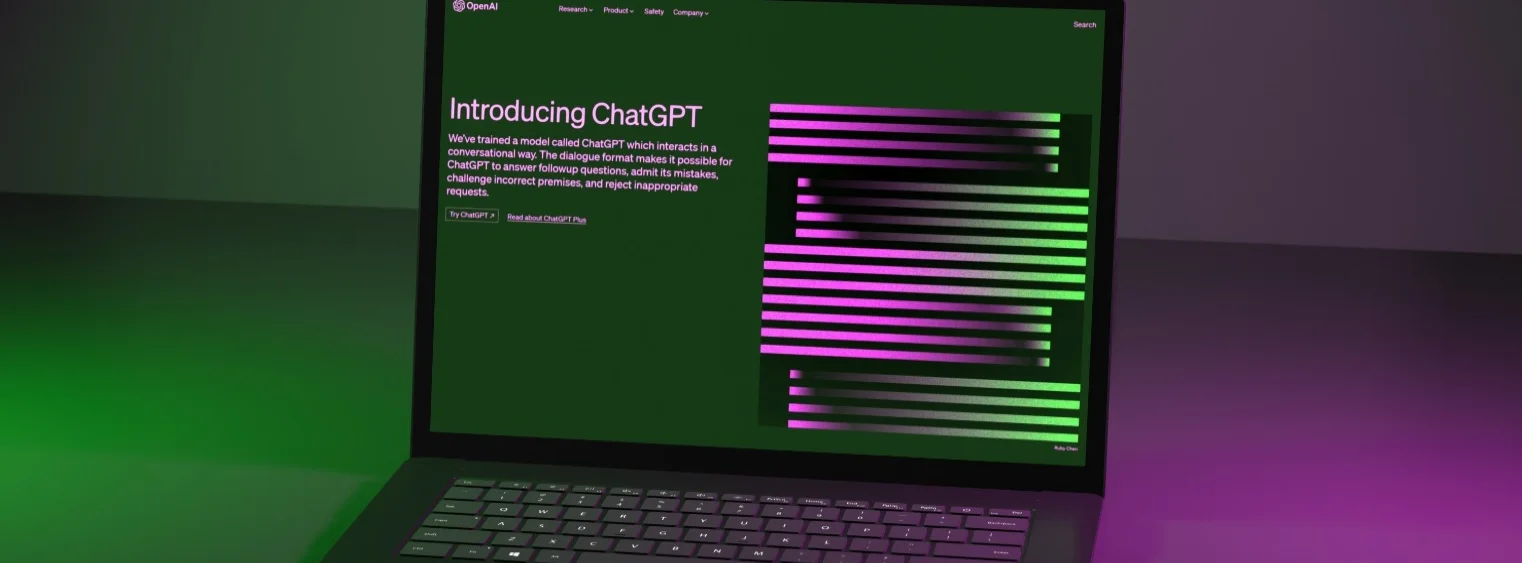 OpenAI
Research Product Safety Company
Search
Introducing ChatGPT
We've trained a model called ChatGPT which interacts in a
conversational way. The dialogue format makes it possible for
ChatGPT to answer followup questions, admit its mistakes,
challenge incorrect premises, and reject inappropriate
requests.
Try ChatGPT ↗
Read about ChatGPT Plus
Ruby Chen
Q W E R T Y U I O P
A S D F G H J K L
Z X C V B N M